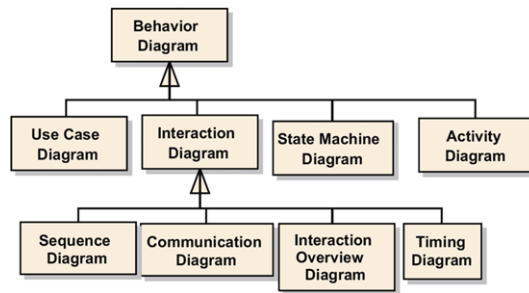 Behavior
Diagram
Use Case
Diagram
Interaction
Diagram
State Machine
Diagram
Activity
Diagram
Sequence
Diagram
Communication
Diagram
Interaction
Overview
Diagram
Timing
Diagram